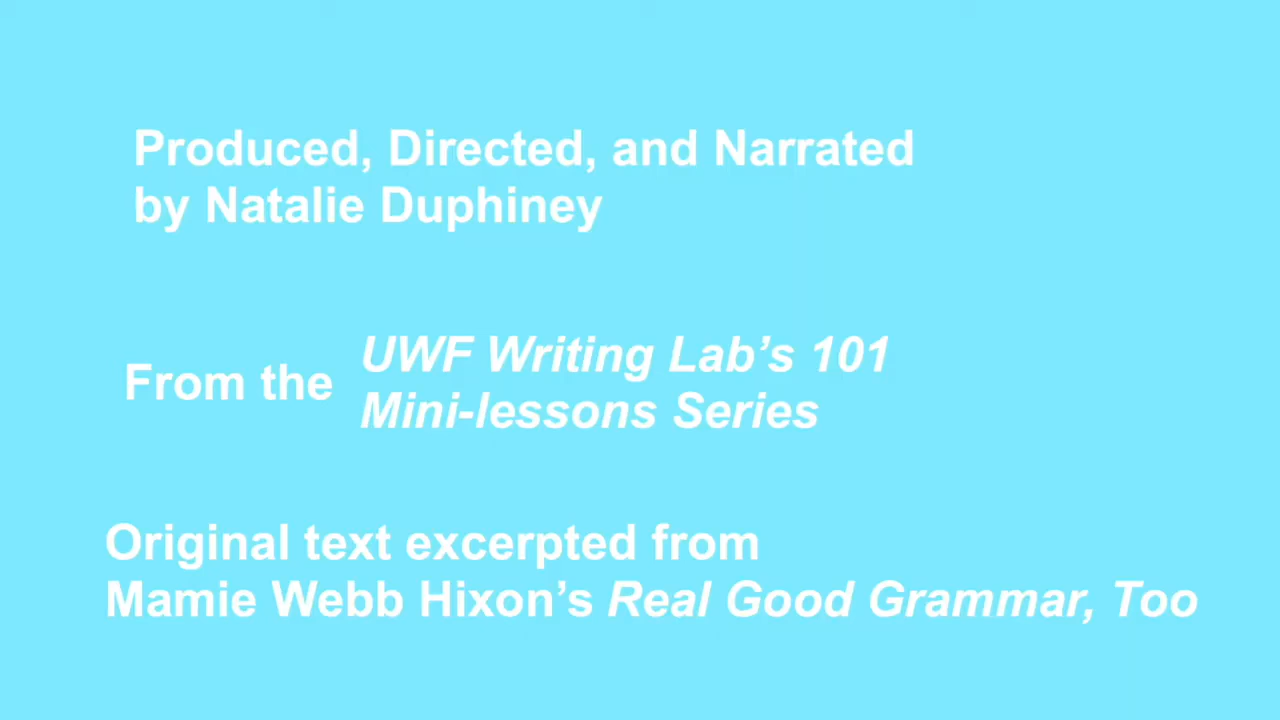 Produced, Directed, and Narrated
by Natalie Duphiney
From the
UWF Writing Lab’s 101
Mini-lessons Series
Original text excerpted from
Mamie Webb Hixon’s Real Good Grammar, Too